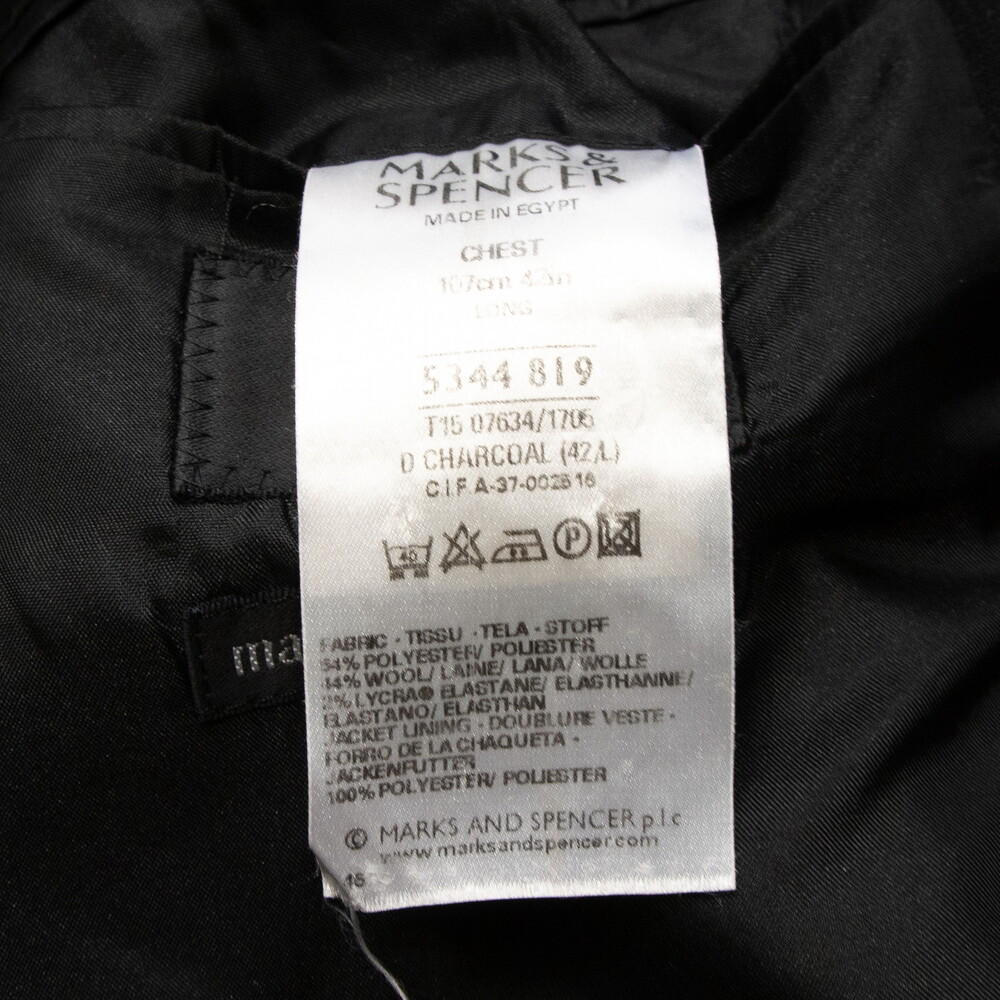 MARKS &
SPENCER
MADE IN EGYPT
CHEST
107cm
LONG
5344 819
T15 07634/1706
D CHARCOAL (42/L)
C.I.F. A-37-002516
40
P
ma
FABRIC - TISSU - TELA - STOFF
54% POLYESTER/ POLIESTER
44% WOOL/ LAINE/ LANA/ WOLLE
2% LYCRA® ELASTANE/ ELASTHANNE/
ELASTANO/ ELASTHAN
JACKET LINING - DOUBLURE VESTE -
FORRO DE LA CHAQUETA -
JACKENFUTTER
100% POLYESTER/ POLIESTER
© MARKS AND SPENCER p.l.c
www.marksandspencer.com